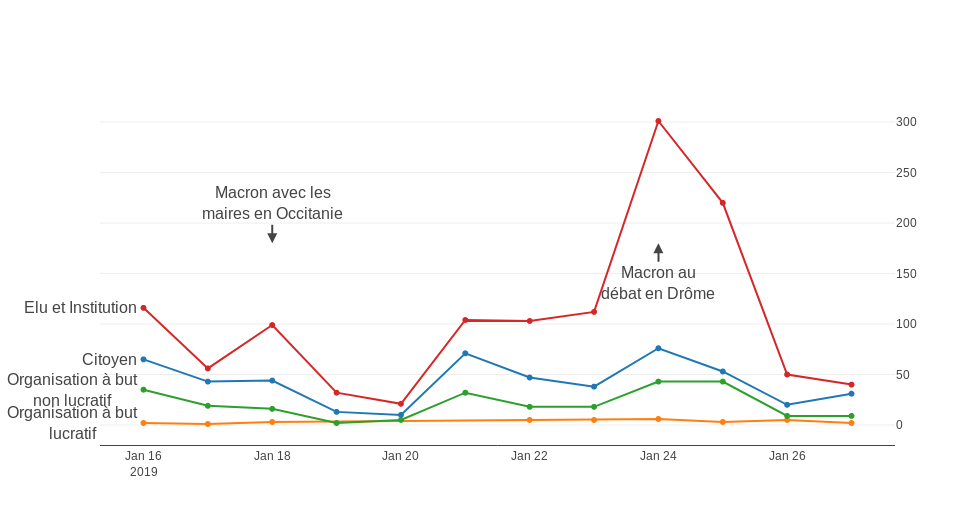 300
250
Macron avec les
maires en Occitanie
200
Macron au
débat en Drôme
150
Elu et Institution
100
Citoyen
Organisation à but
non lucratif
50
Organisation à but
lucratif
0
Jan 16
2019
Jan 18
Jan 20
Jan 22
Jan 24
Jan 26